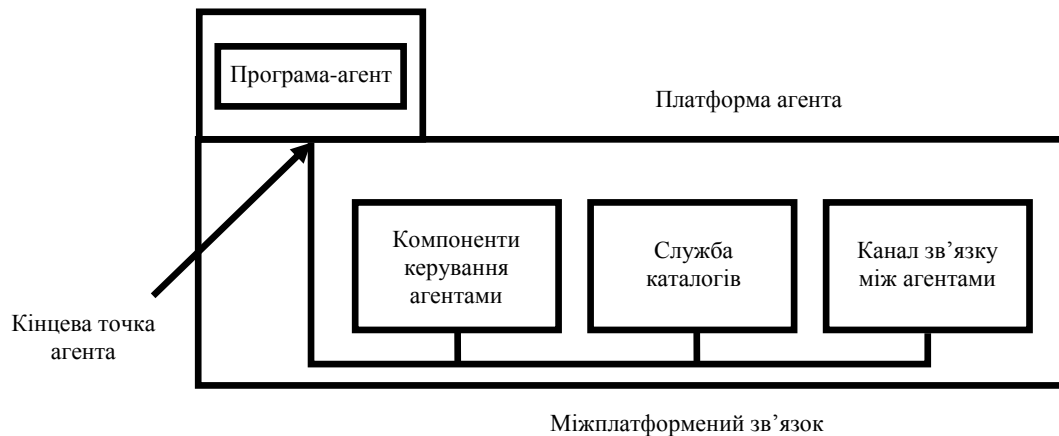 Програма-агент
Платформа агента
Компоненти
керування
агентами
Служба
каталогів
Канал зв’язку
між агентами
Кінцева точка
агента
Міжплатформений зв’язок